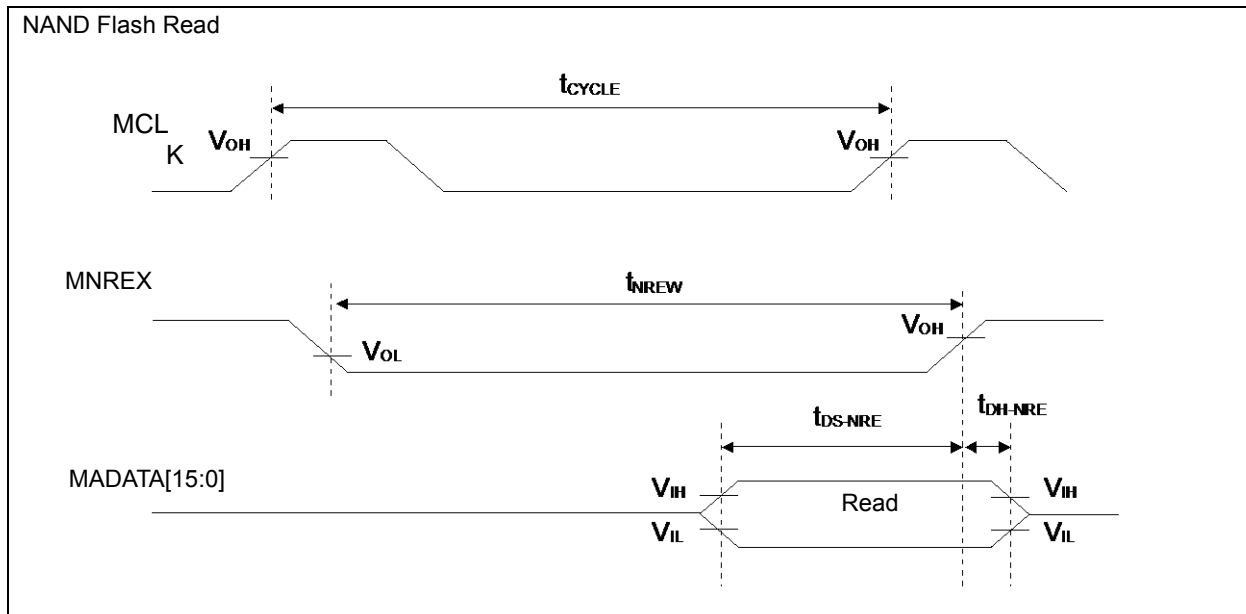 NAND Flash Read
tCYCLE
MCL
K
VOH
VOH
MNREX
tNREW
VOH
VOL
tDS-NRE
tDH-NRE
MADATA[15:0]
VIH
Read
VIH
VIL
VIL